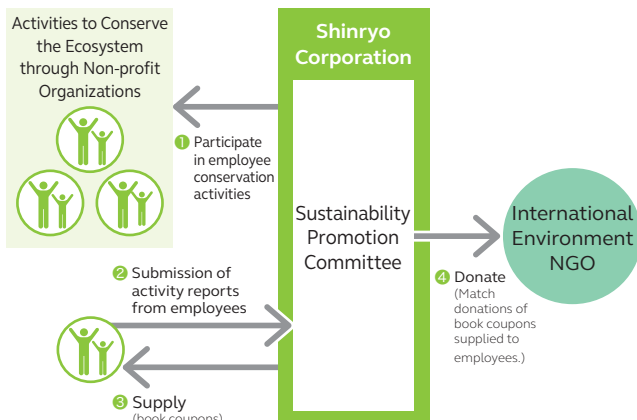 Activities to Conserve
the Ecosystem
through Non-profit
Organizations
Shinryo
Corporation
❶ Participate
in employee
conservation
activities
Sustainability
Promotion
Committee
International
Environment
NGO
❷ Submission of
activity reports
from employees
❹ Donate
(Match
donations of
book coupons
supplied to
employees.)
❸ Supply
(book coupons)